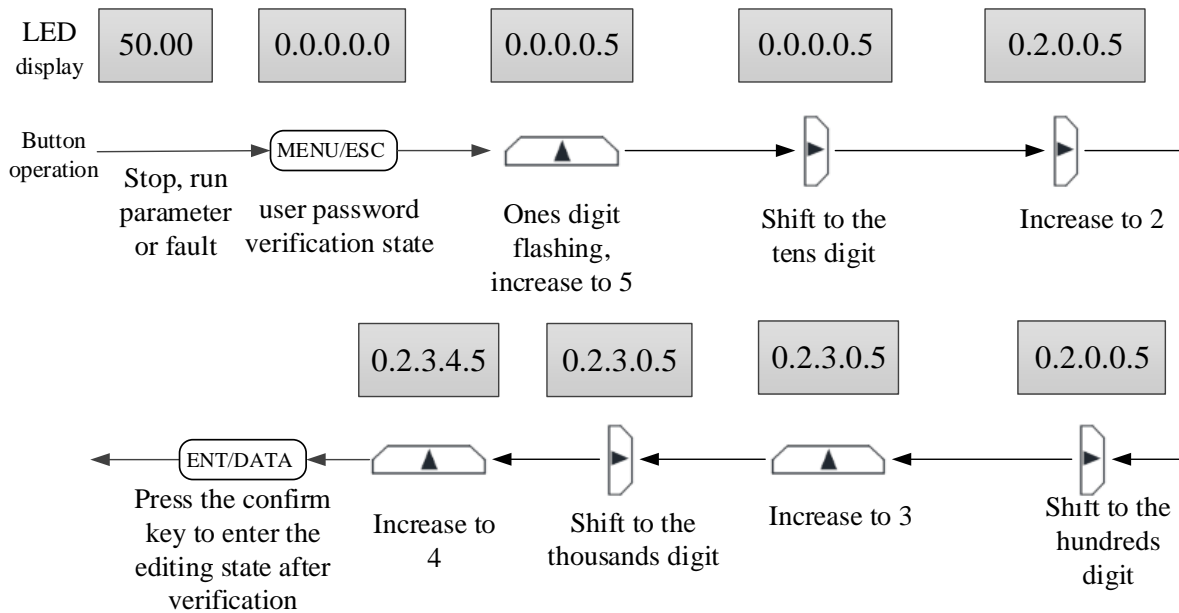 LED
display
50.00
0.0.0.0.0
0.0.0.0.5
0.0.0.0.5
0.2.0.0.5
Button
operation
MENU/ESC
Stop, run
parameter
or fault
user password
verification state
Ones digit
flashing,
increase to 5
Shift to the
tens digit
Increase to 2
0.2.3.4.5
0.2.3.0.5
0.2.3.0.5
0.2.0.0.5
ENT/DATA
Press the confirm
key to enter the
editing state after
verification
Increase to
4
Shift to the
thousands digit
Increase to 3
Shift to the
hundreds
digit